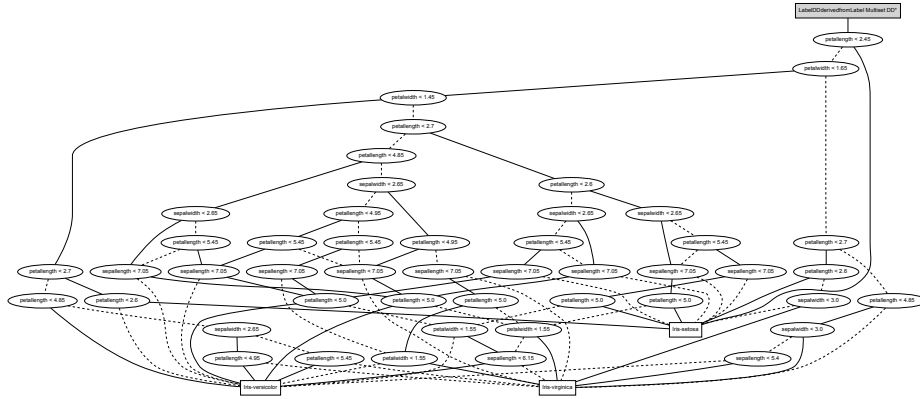 LabelDDderivedfromLabel Multiset DD"
petallength < 2.45
petalwidth < 1.65
petalwidth < 1.45
petallength < 2.7
petallength < 4.85
sepalwidth < 2.65 petallength < 2.6
sepalwidth < 2.65 petallength < 4.95 sepalwidth < 2.65 sepalwidth < 2.65
petallength < 5.45 petallength < 5.45 petallength < 5.45 petallength < 4.95 petallength < 5.45 petallength < 5.45 petallength < 2.7
petallength < 2.7 sepallength < 7.05 sepallength < 7.05 sepallength < 7.05 sepallength < 7.05 sepallength < 7.05 sepallength < 7.05 sepallength < 7.05 sepallength < 7.05 sepallength < 7.05 petallength < 2.6
petallength < 4.85 petallength < 2.6 petallength < 5.0 petallength < 5.0 petallength < 5.0 petallength < 5.0 petallength < 5.0 sepalwidth < 3.0 petallength < 4.85
sepalwidth < 2.65 petalwidth < 1.55 petalwidth < 1.55 Iris-setosa sepalwidth < 3.0
petallength < 4.95 petallength < 5.45 petalwidth < 1.55 sepallength < 6.15 sepallength < 5.4
Iris-versicolor Iris-virginica